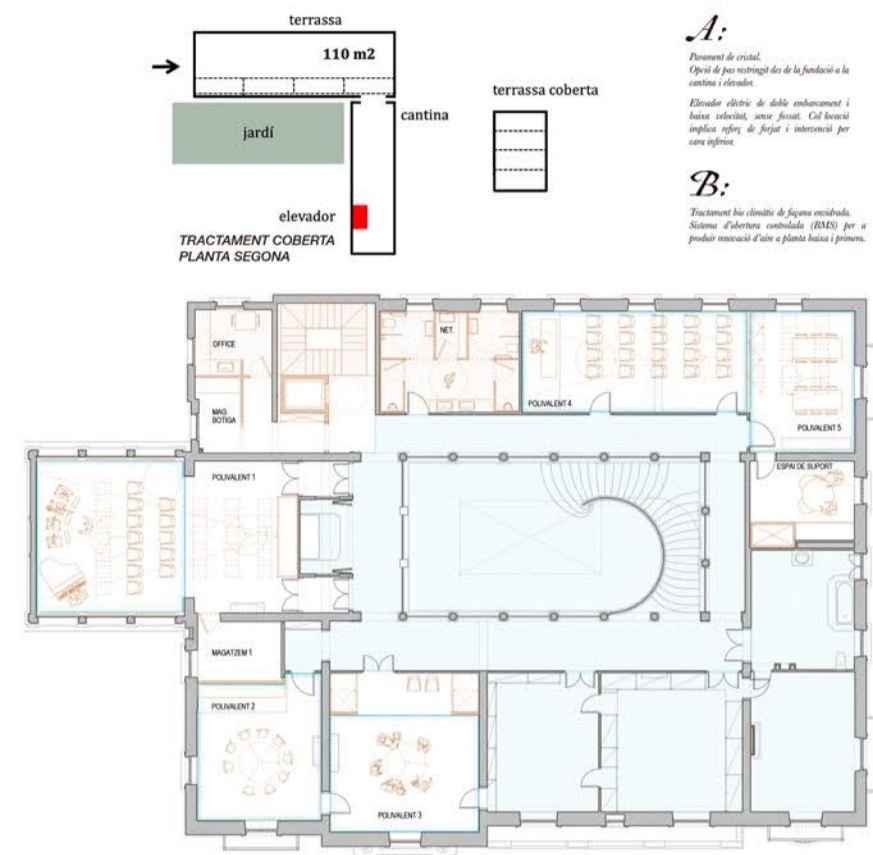 terrassa
110 m2
jardí
cantina
elevador
TRACTAMENT COBERTA
PLANTA SEGONA
terrassa coberta
A:
Parament de cristal.
Opció de pas restringit des de la fundació a la
cantina i elevador.
Elevador elèctric de doble embarcament i
baixa velocitat, sense fossat. Col·locació
implica reforç de forjat i intervenció per
cara inferior.
B:
Tractament bio climàtic de façana envidrada.
Sistema d'obertura controlada (BMS) per a
produir renovació d'aire a planta baixa i primera.
OFFICE
NET.
MAG.
BOTIGA
POLIVALENT 4
POLIVALENT 5
POLIVALENT 1
ESPAI DE SUPORT
MAGATZEM 1
POLIVALENT 2
POLIVALENT 3